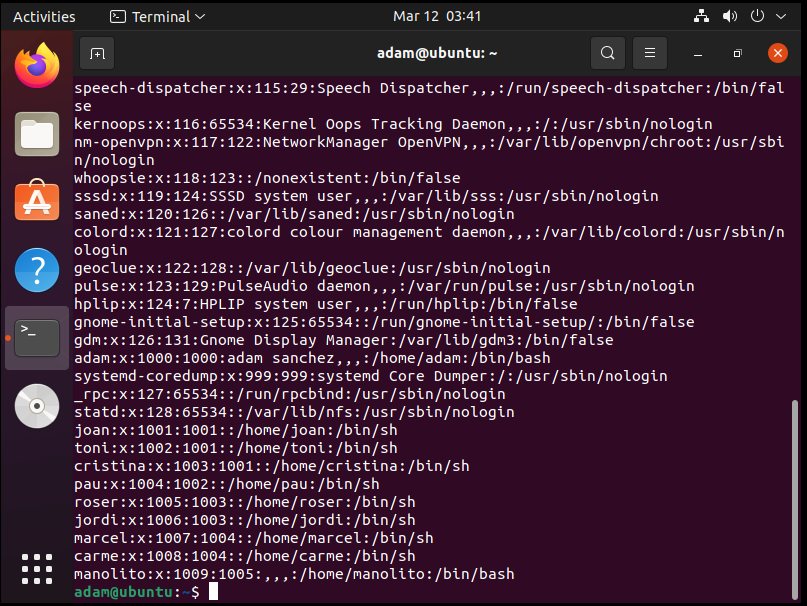 Activities
Terminal
Mar 12 03:41
adam@ubuntu: ~
speech-dispatcher:x:115:29:Speech Dispatcher,,,:/run/speech-dispatcher:/bin/fal
se
kernoops:x:116:65534:Kernel Oops Tracking Daemon,,,:/:/usr/sbin/nologin
nm-openvpn:x:117:122:NetworkManager OpenVPN,,,:/var/lib/openvpn/chroot:/usr/sbi
n/nologin
whoopsie:x:118:123::/nonexistent:/bin/false
sssd:x:119:124:SSSD system user,,,:/var/lib/sss:/usr/sbin/nologin
saned:x:120:126::/var/lib/saned:/usr/sbin/nologin
colord:x:121:127:colord colour management daemon,,,:/var/lib/colord:/usr/sbin/n
ologin
geoclue:x:122:128::/var/lib/geoclue:/usr/sbin/nologin
pulse:x:123:129:PulseAudio daemon,,,:/var/run/pulse:/usr/sbin/nologin
hplip:x:124:7:HPLIP system user,,,:/run/hplip:/bin/false
gnome-initial-setup:x:125:65534::/run/gnome-initial-setup/:/bin/false
gdm:x:126:131:Gnome Display Manager:/var/lib/gdm3:/bin/false
adam:x:1000:1000:adam sanchez,,,:/home/adam:/bin/bash
systemd-coredump:x:999:999:systemd Core Dumper:/:/usr/sbin/nologin
_rpc:x:127:65534::/run/rpcbind:/usr/sbin/nologin
statd:x:128:65534::/var/lib/nfs:/usr/sbin/nologin
joan:x:1001:1001::/home/joan:/bin/sh
toni:x:1002:1001::/home/toni:/bin/sh
cristina:x:1003:1001::/home/cristina:/bin/sh
pau:x:1004:1002::/home/pau:/bin/sh
roser:x:1005:1003::/home/roser:/bin/sh
jordi:x:1006:1003::/home/jordi:/bin/sh
marcel:x:1007:1004::/home/marcel:/bin/sh
carme:x:1008:1004::/home/carme:/bin/sh
manolito:x:1009:1005:,,,:/home/manolito:/bin/bash
adam@ubuntu:~$